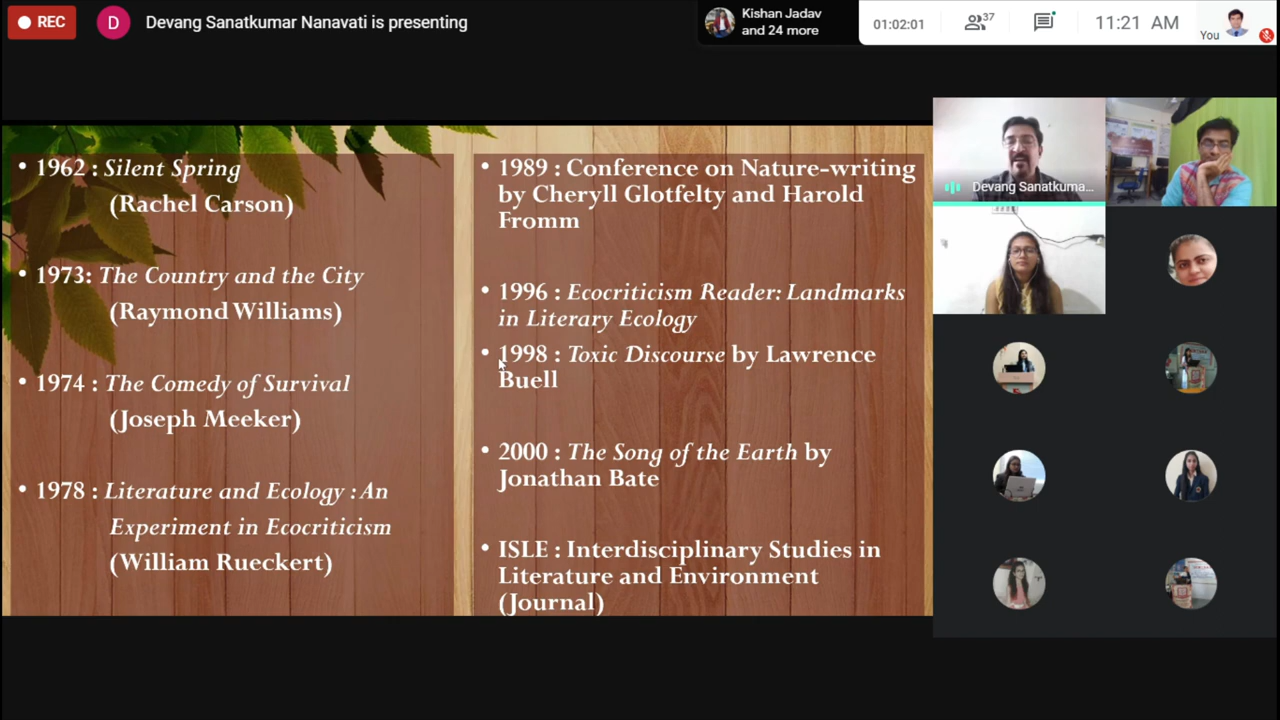 REC
D
Devang Sanatkumar Nanavati is presenting
Kishan Jadav
and 24 more
01:02:01
37
11:21 AM
You
• 1962 : Silent Spring
(Rachel Carson)
• 1973: The Country and the City
(Raymond Williams)
• 1974 : The Comedy of Survival
(Joseph Meeker)
• 1978 : Literature and Ecology : An
Experiment in Ecocriticism
(William Rueckert)
• 1989 : Conference on Nature-writing
by Cheryll Glotfelty and Harold
Fromm
• 1996 : Ecocriticism Reader: Landmarks
in Literary Ecology
• 1998 : Toxic Discourse by Lawrence
Buell
• 2000 : The Song of the Earth by
Jonathan Bate
• ISLE : Interdisciplinary Studies in
Literature and Environment
(Journal)
Devang Sanatkuma...